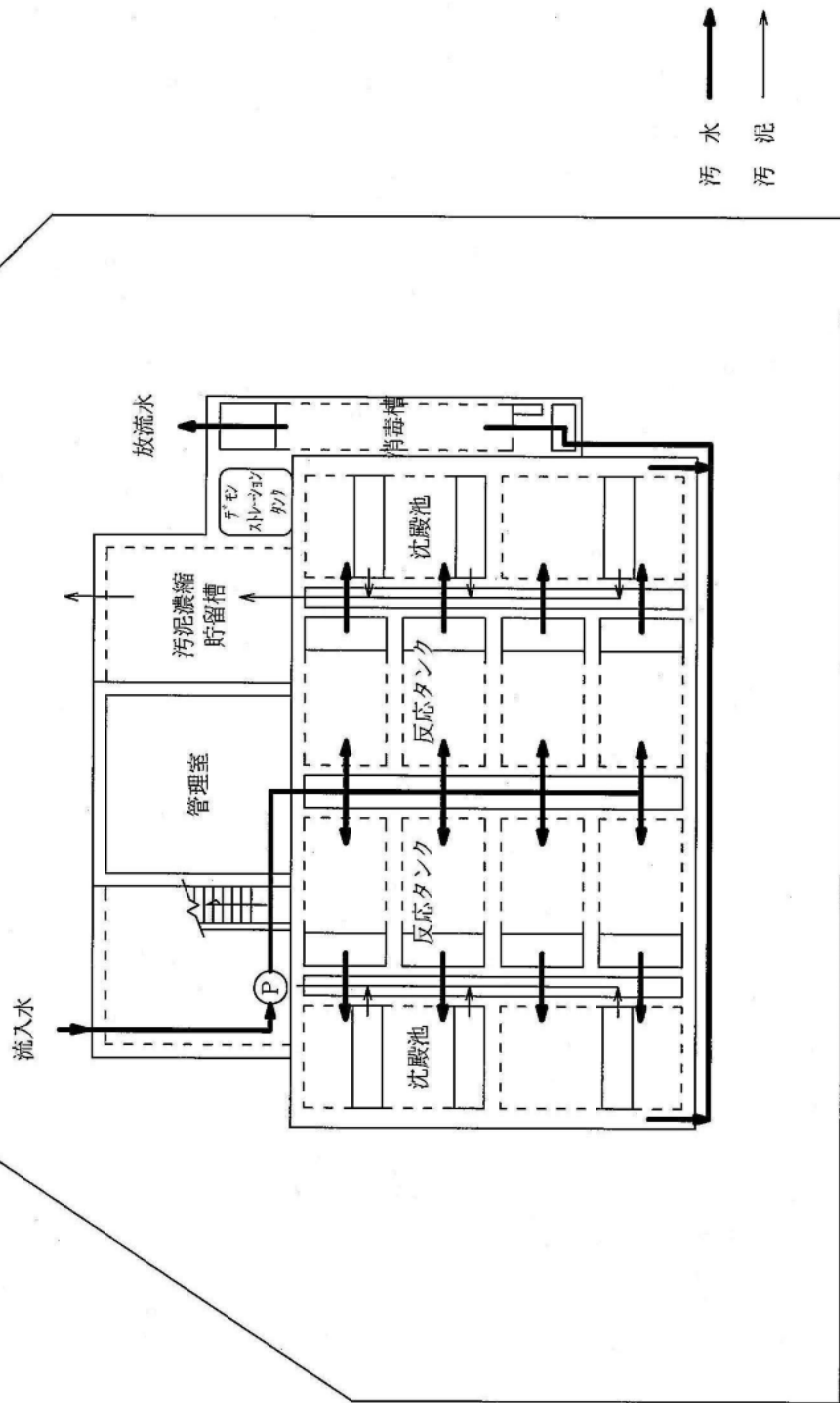 流入水
P
管理室
汚泥濃縮
貯留槽
デモン
ストレーション
タンク
放流水
消毒槽
沈殿池
反応タンク
反応タンク
沈殿池
汚 水
汚 泥